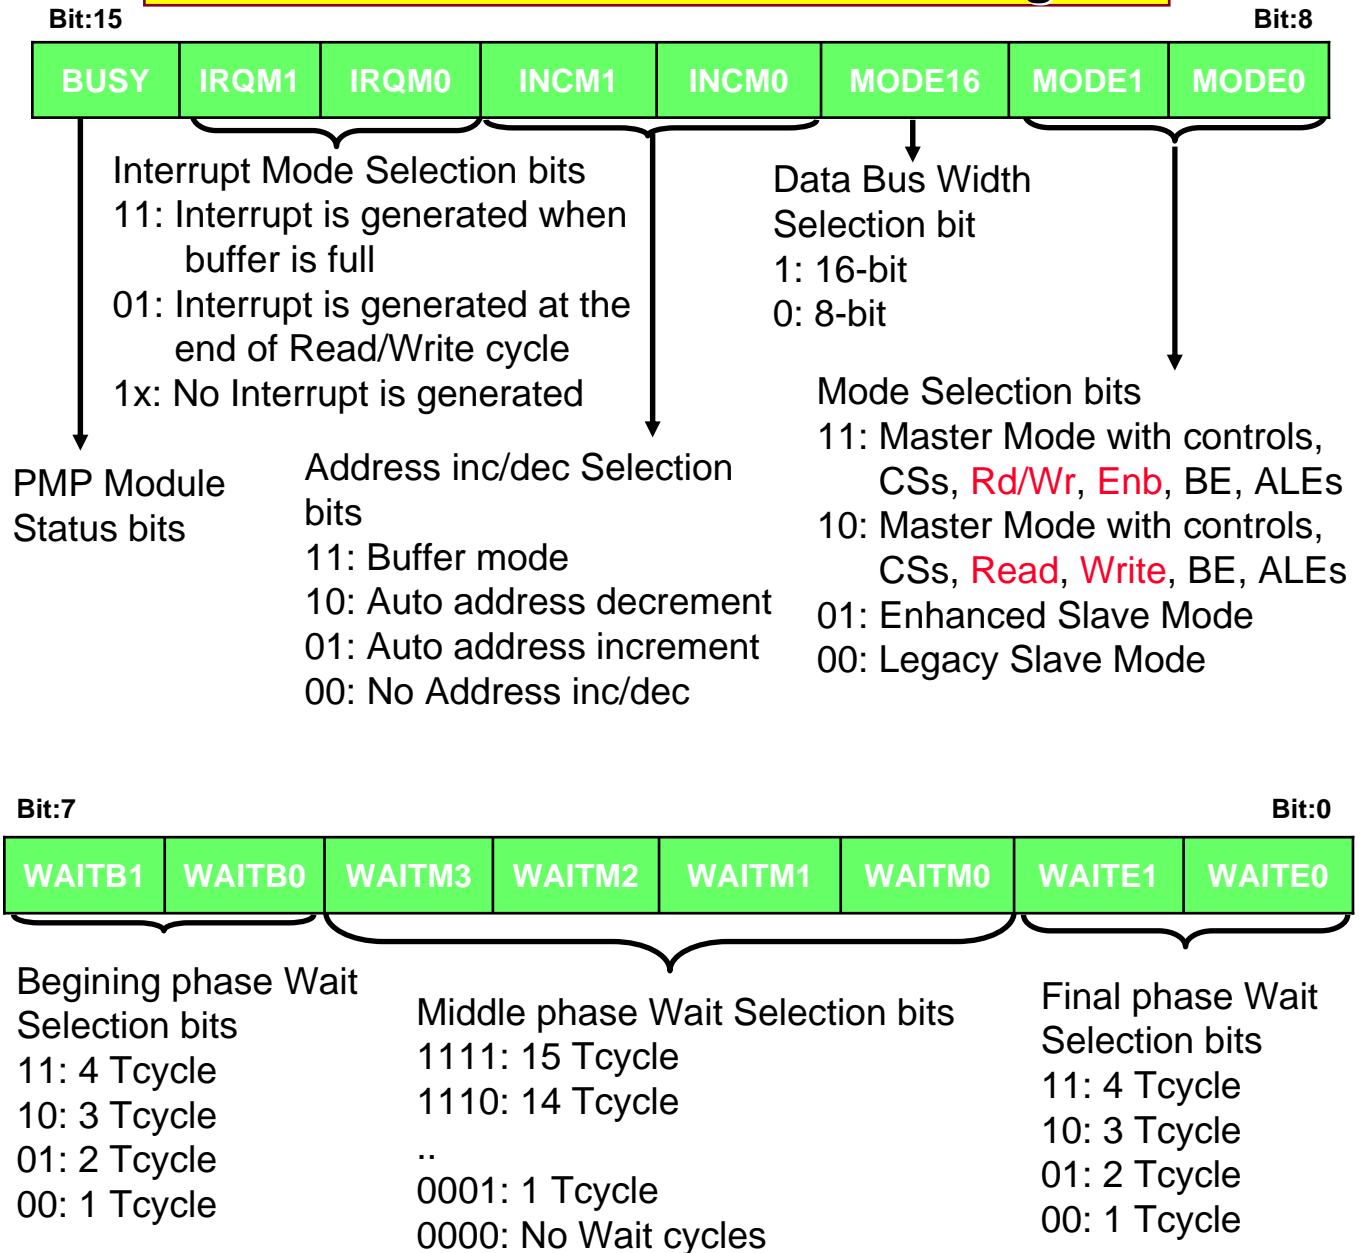 Bit:15 Bit:8
BUSY IRQM1 IRQM0 INCM1 INCM0 MODE16 MODE1 MODE0
Interrupt Mode Selection bits
11: Interrupt is generated when
buffer is full
01: Interrupt is generated at the
end of Read/Write cycle
1x: No Interrupt is generated
Data Bus Width
Selection bit
1: 16-bit
0: 8-bit
Mode Selection bits
11: Master Mode with controls,
CSs, Rd/Wr, Enb, BE, ALEs
10: Master Mode with controls,
CSs, Read, Write, BE, ALEs
01: Enhanced Slave Mode
00: Legacy Slave Mode
PMP Module
Status bits
Address inc/dec Selection
bits
11: Buffer mode
10: Auto address decrement
01: Auto address increment
00: No Address inc/dec
Bit:7 Bit:0
WAITB1 WAITB0 WAITM3 WAITM2 WAITM1 WAITM0 WAITE1 WAITE0
Begining phase Wait
Selection bits
11: 4 Tcycle
10: 3 Tcycle
01: 2 Tcycle
00: 1 Tcycle
Middle phase Wait Selection bits
1111: 15 Tcycle
1110: 14 Tcycle
..
0001: 1 Tcycle
0000: No Wait cycles
Final phase Wait
Selection bits
11: 4 Tcycle
10: 3 Tcycle
01: 2 Tcycle
00: 1 Tcycle